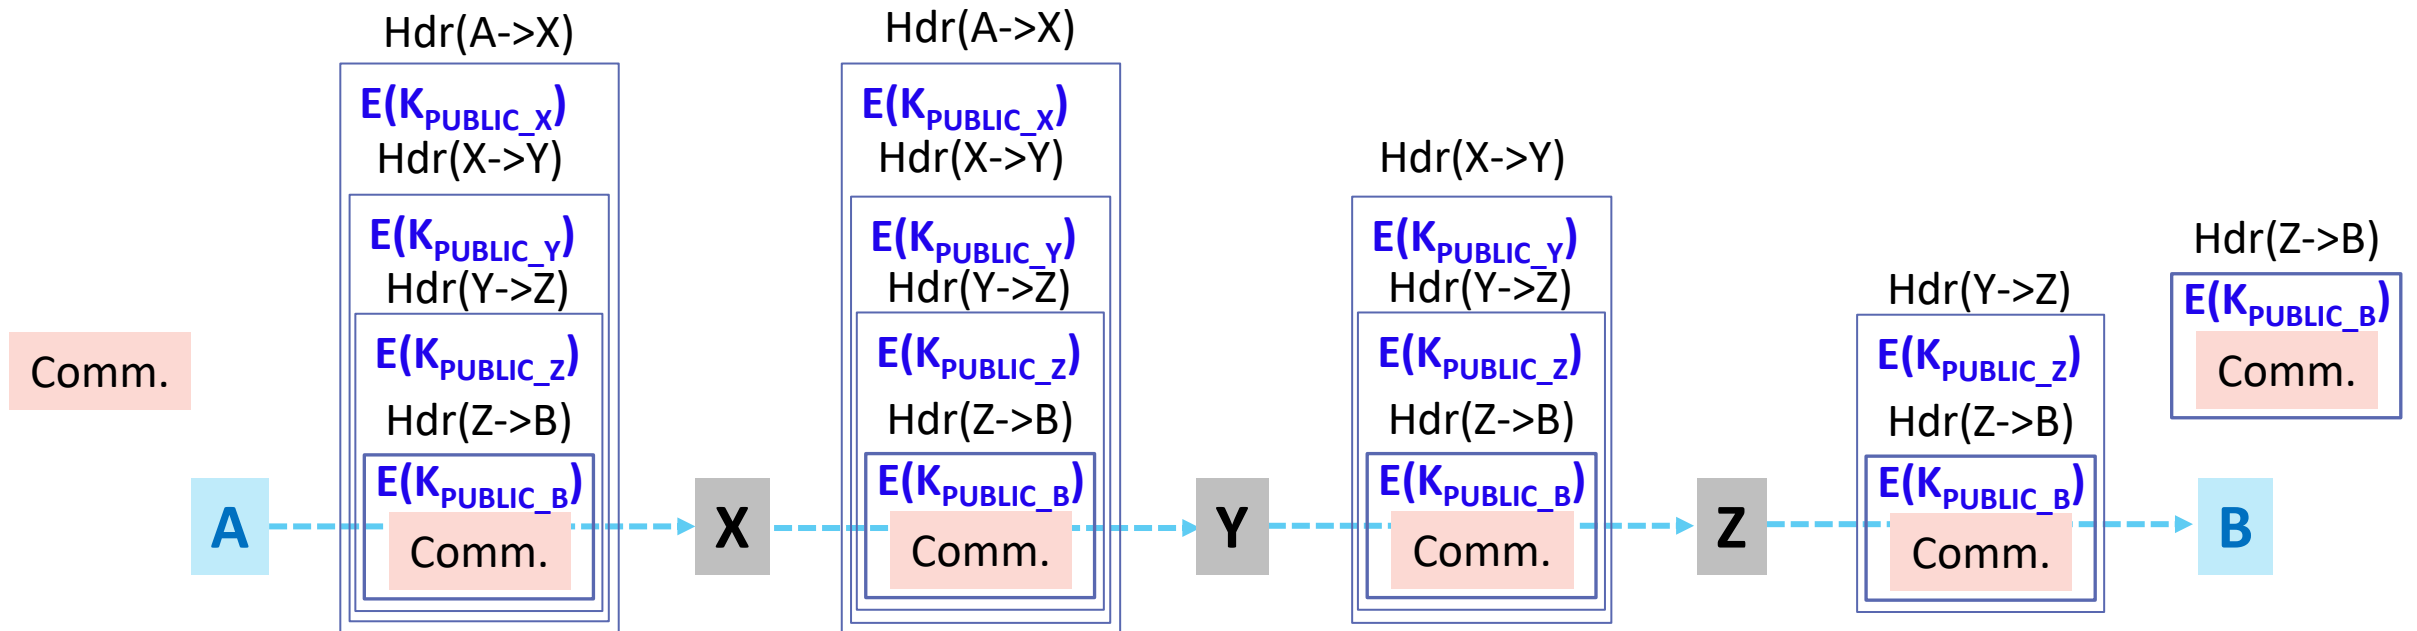 Comm.
A
Hdr(A->X)
E(KPUBLIC_X)
Hdr(X->Y)
E(KPUBLIC_Y)
Hdr(Y->Z)
E(KPUBLIC_Z)
Hdr(Z->B)
E(KPUBLIC_B)
Comm.
X
Hdr(A->X)
E(KPUBLIC_X)
Hdr(X->Y)
E(KPUBLIC_Y)
Hdr(Y->Z)
E(KPUBLIC_Z)
Hdr(Z->B)
E(KPUBLIC_B)
Comm.
Y
Hdr(X->Y)
E(KPUBLIC_Y)
Hdr(Y->Z)
E(KPUBLIC_Z)
Hdr(Z->B)
E(KPUBLIC_B)
Comm.
Z
Hdr(Y->Z)
E(KPUBLIC_Z)
Hdr(Z->B)
E(KPUBLIC_B)
Comm.
Hdr(Z->B)
E(KPUBLIC_B)
Comm.
B